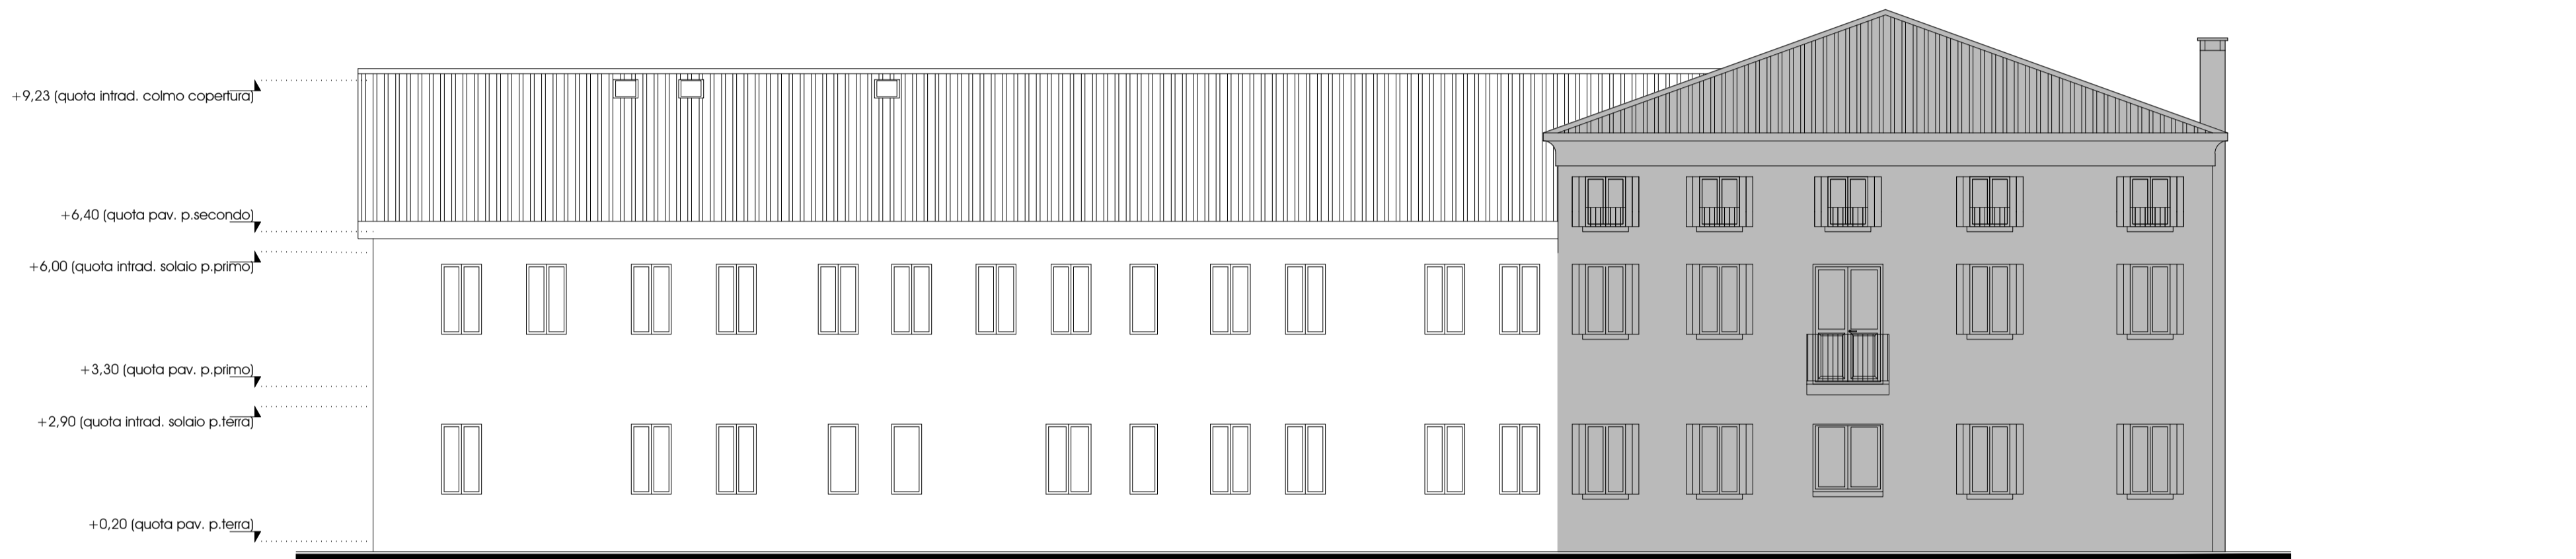 +9,23 (quota intrad. colmo copertura)
+6,40 (quota pav. p.secondo)
+6,00 (quota intrad. solaio p.primo)
+3,30 (quota pav. p.primo)
+2,90 (quota intrad. solaio p.terra)
+0,20 (quota pav. p.terra)